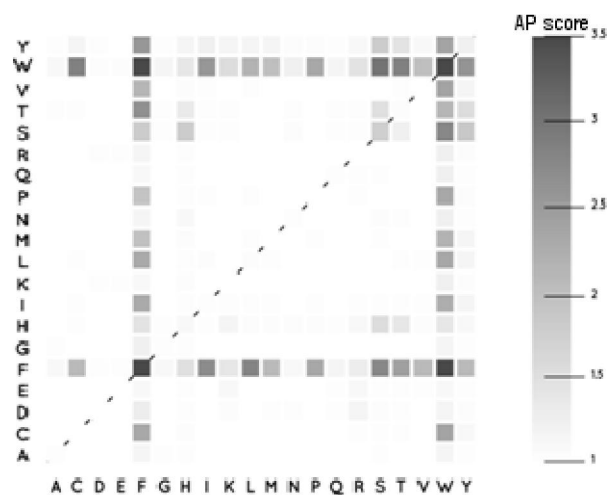 AP score
3.5
3
2.5
2
1.5
1
Y
W
V
T
S
R
Q
P
N
M
L
K
I
H
G
F
E
D
C
A
A C D E F G H I K L M N P Q R S T V W Y